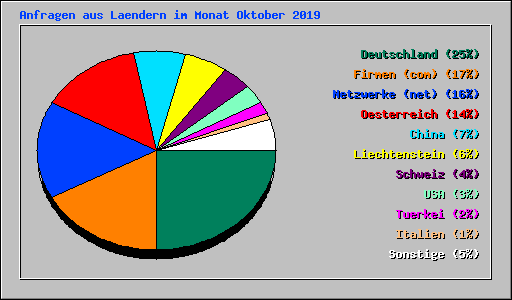 Anfragen aus Laendern im Monat Oktober 2019
Deutschland (25%)
Firmen (com) (17%)
Netzwerke (net) (16%)
Oesterreich (14%)
China (7%)
Liechtenstein (6%)
Schweiz (4%)
USA (3%)
Tuerkei (2%)
Italien (1%)
Sonstige (5%)